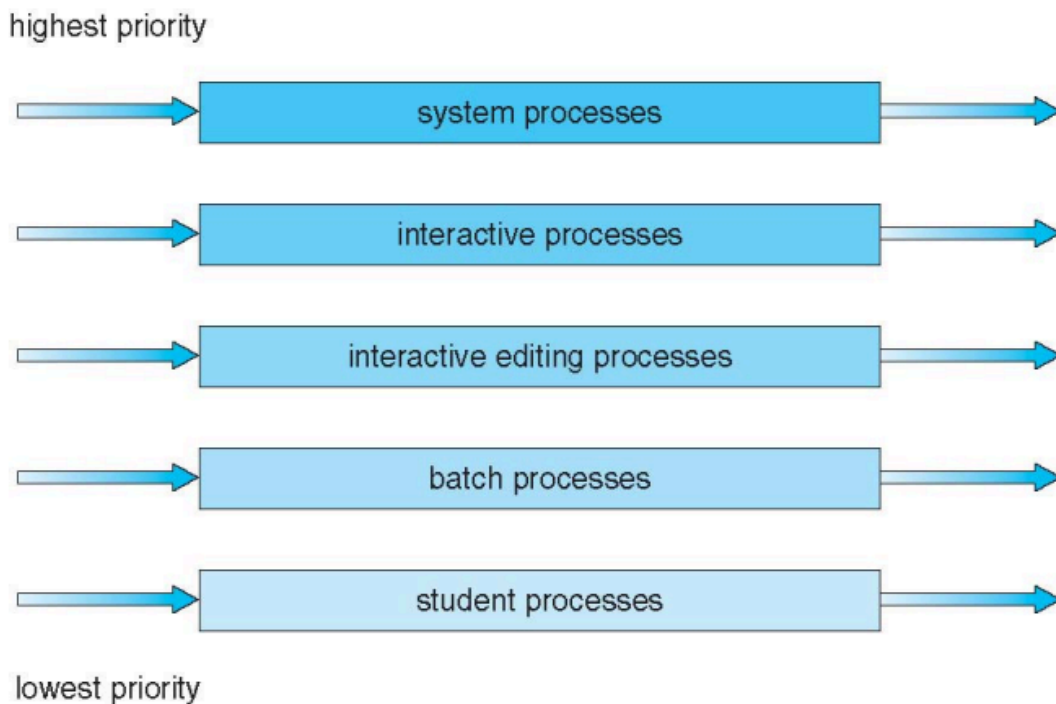 highest priority
system processes
interactive processes
interactive editing processes
batch processes
student processes
lowest priority